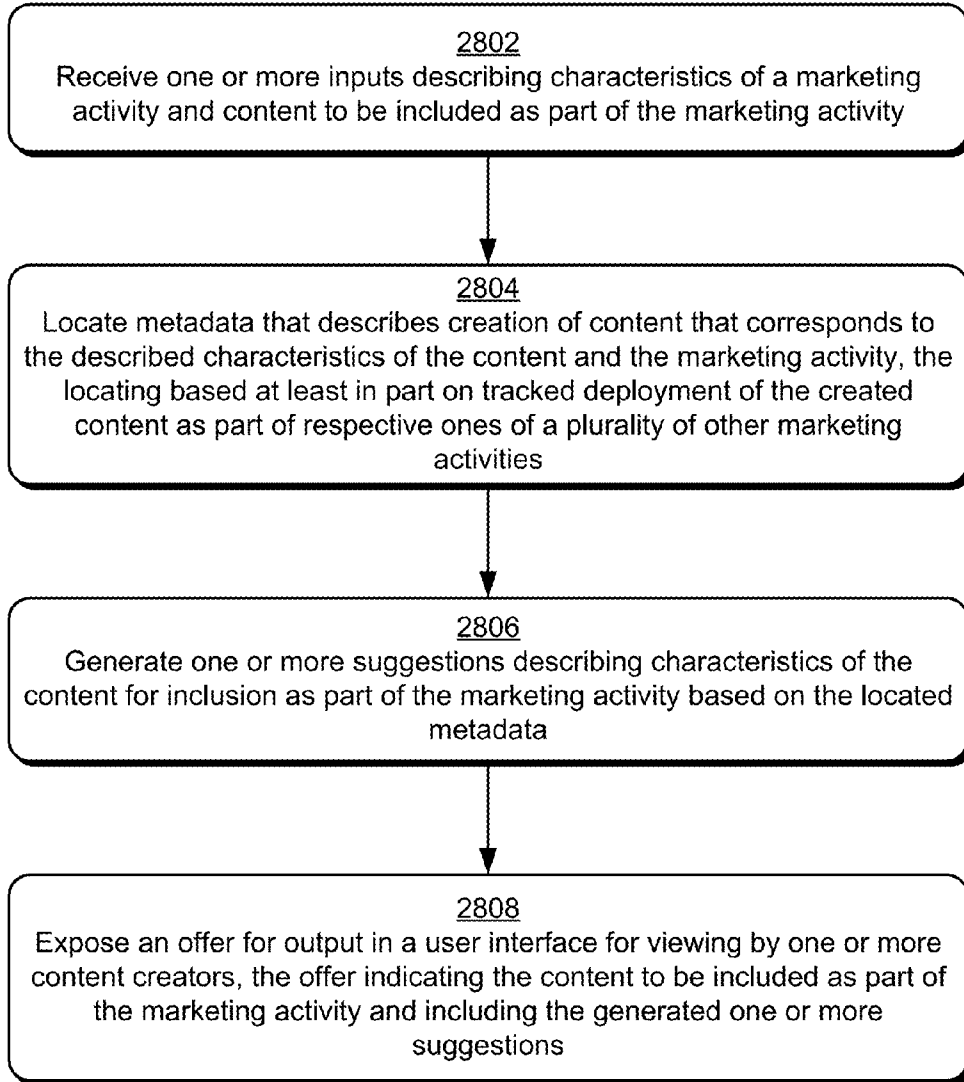 2802
Receive one or more inputs describing characteristics of a marketing
activity and content to be included as part of the marketing activity
2804
Locate metadata that describes creation of content that corresponds to
the described characteristics of the content and the marketing activity, the
locating based at least in part on tracked deployment of the created
content as part of respective ones of a plurality of other marketing
activities
2806
Generate one or more suggestions describing characteristics of the
content for inclusion as part of the marketing activity based on the located
metadata
2808
Expose an offer for output in a user interface for viewing by one or more
content creators, the offer indicating the content to be included as part of
the marketing activity and including the generated one or more
suggestions